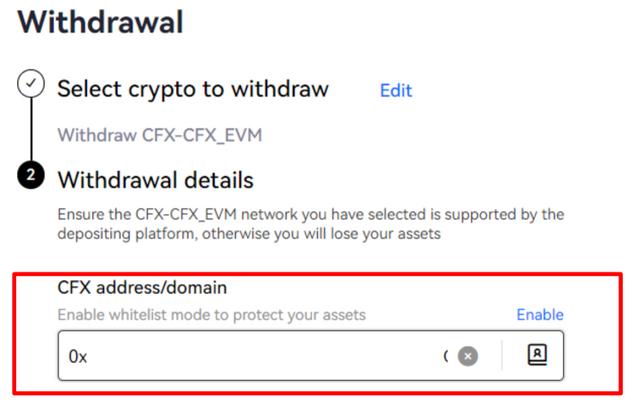 Withdrawal
Select crypto to withdraw Edit
Withdraw CFX-CFX_EVM
2 Withdrawal details
Ensure the CFX-CFX_EVM network you have selected is supported by the
depositing platform, otherwise you will lose your assets
CFX address/domain
Enable whitelist mode to protect your assets Enable
0x